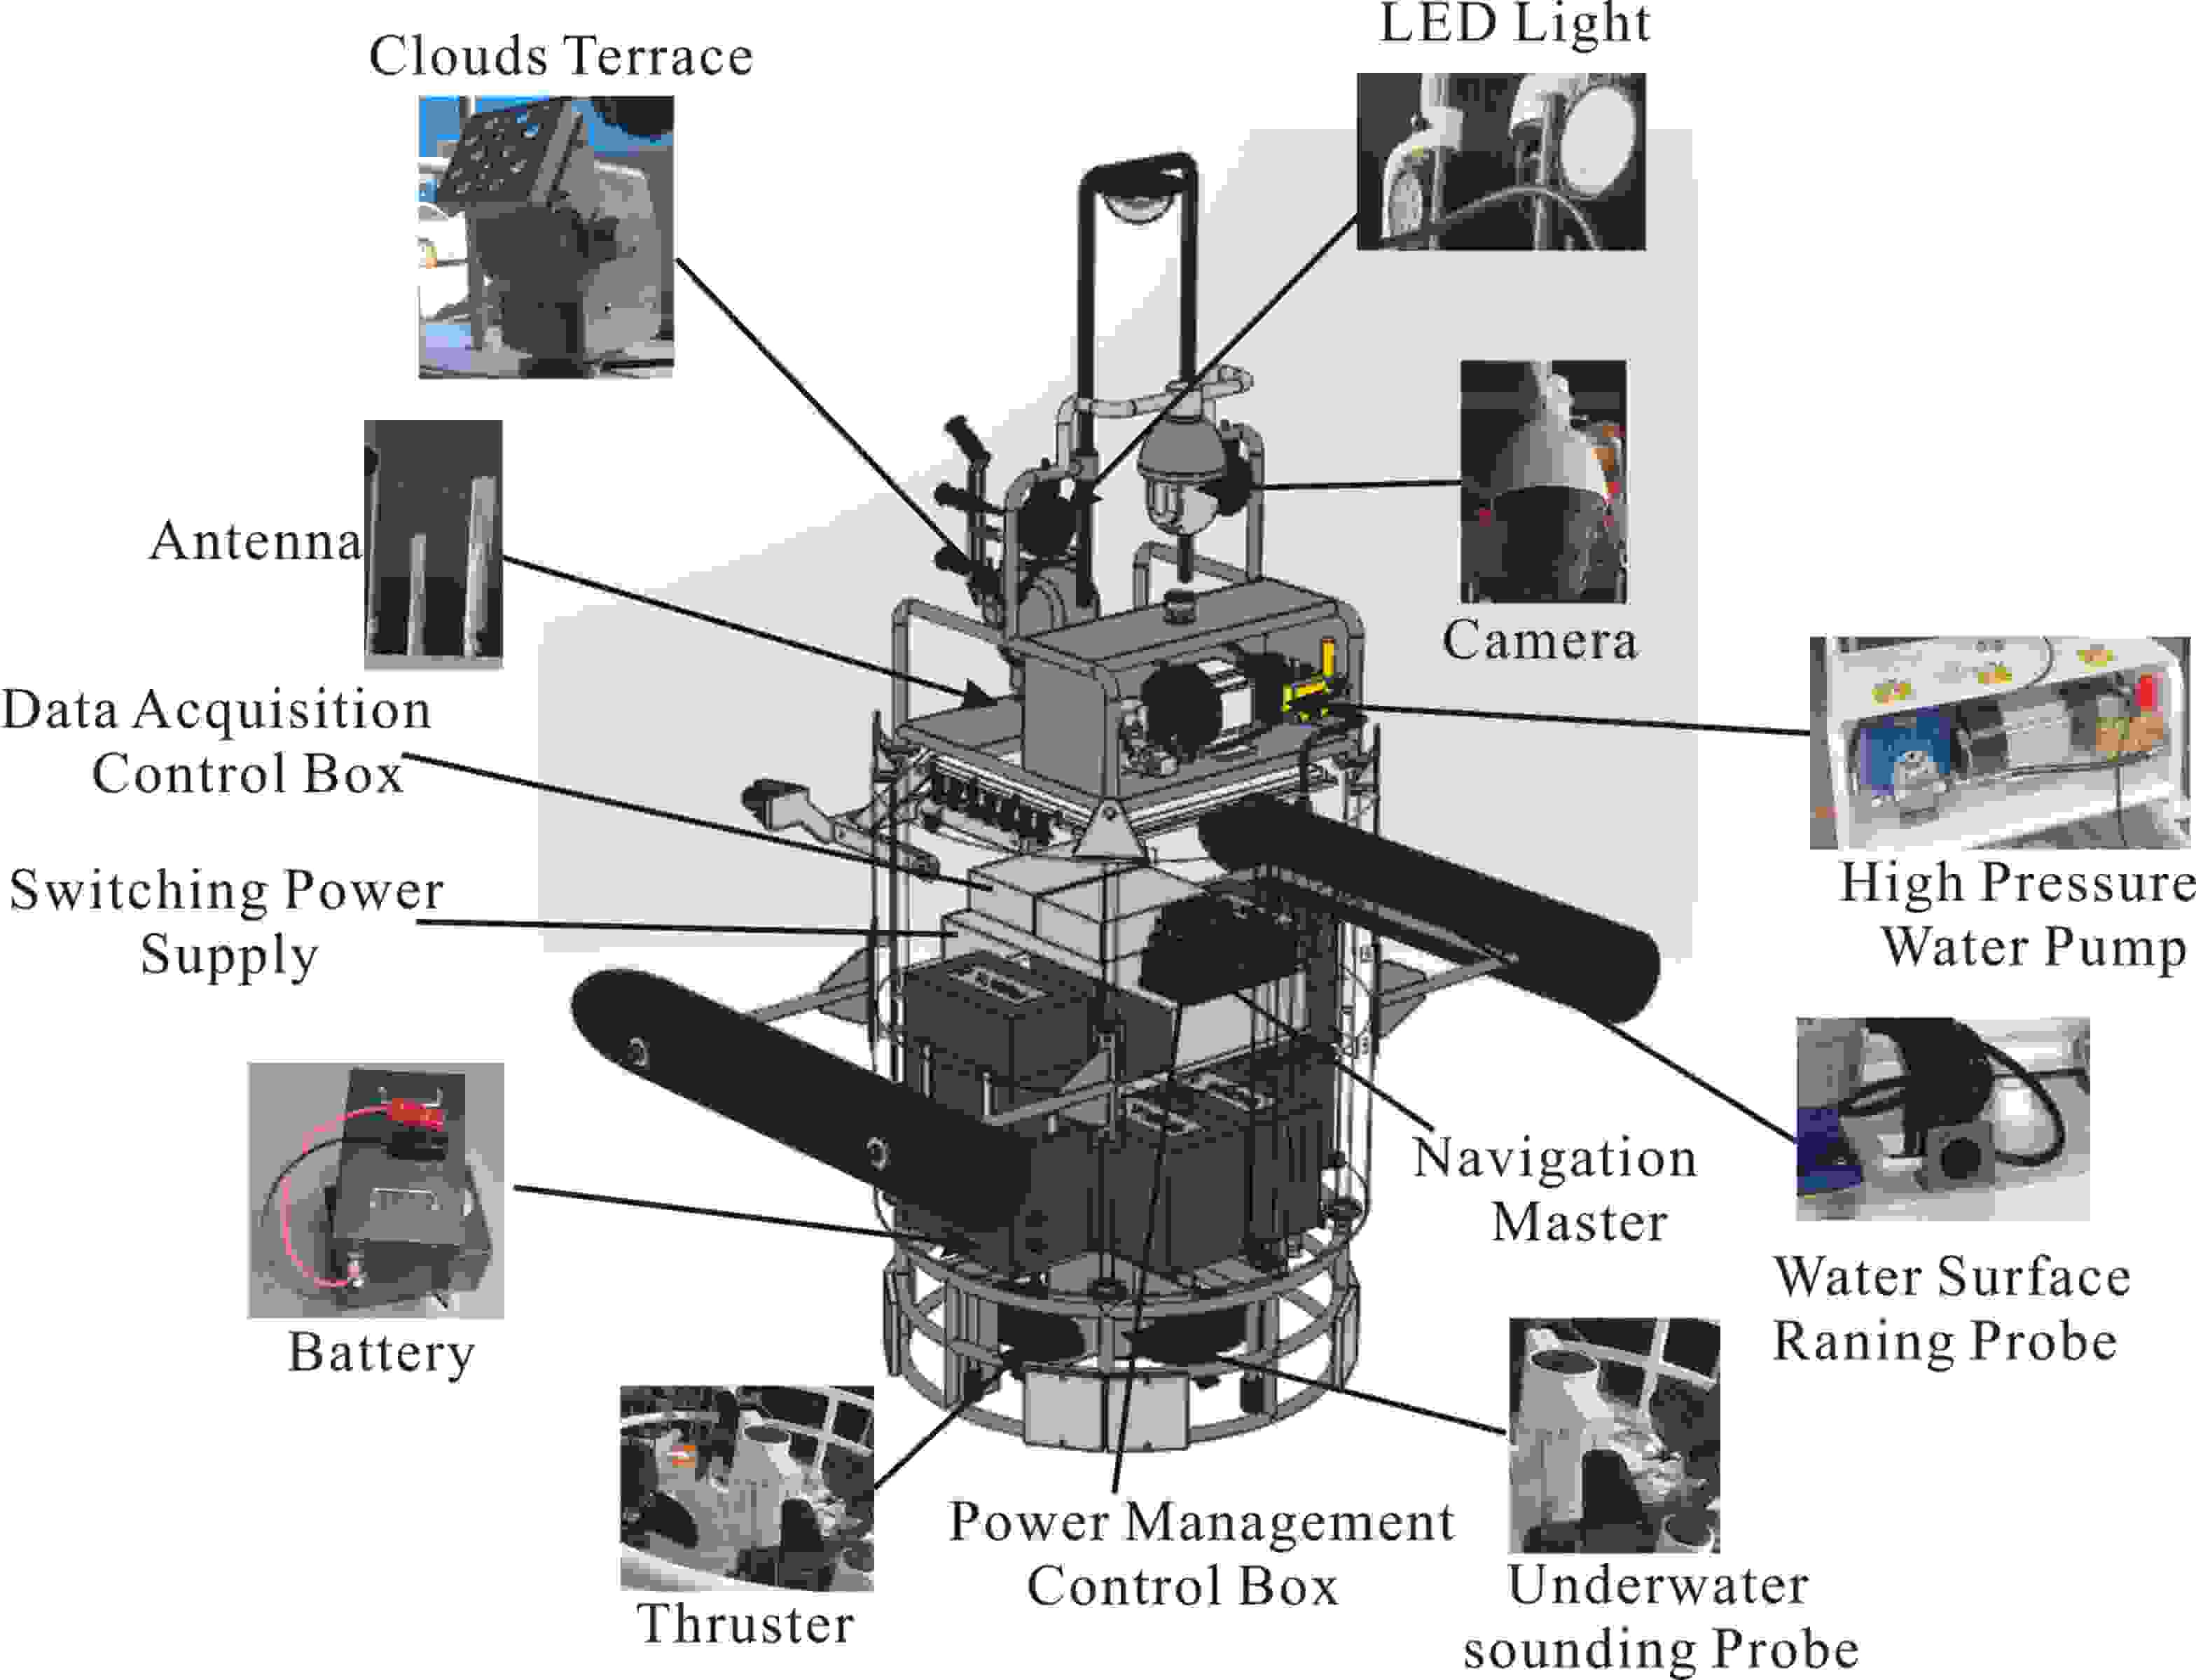 LED Light
Clouds Terrace
Antenna
Camera
Data Acquisition
Control Box
High Pressure
Water Pump
Switching Power
Supply
Navigation
Master
Water Surface
Raning Probe
Battery
Power Management
Control Box
Thruster
Underwater
sounding Probe